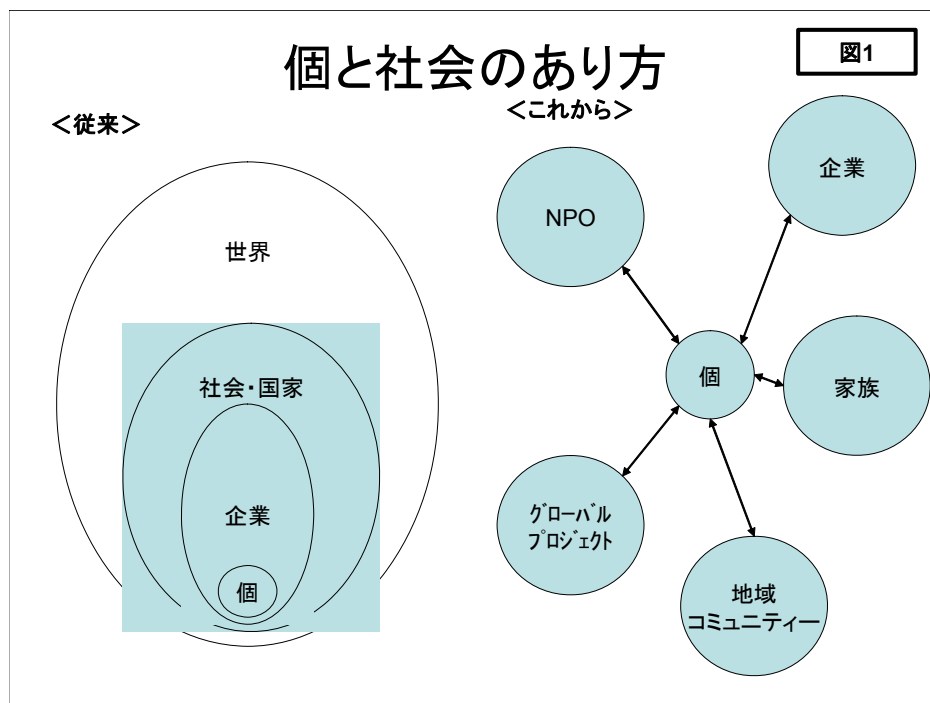 個と社会のあり方
図1
＜従来＞
世界
社会・国家
企業
個
＜これから＞
NPO
企業
個
家族
ｸﾞﾛｰﾊﾞﾙ
ﾌﾟﾛｼﾞｪｸﾄ
地域
コミュニティー